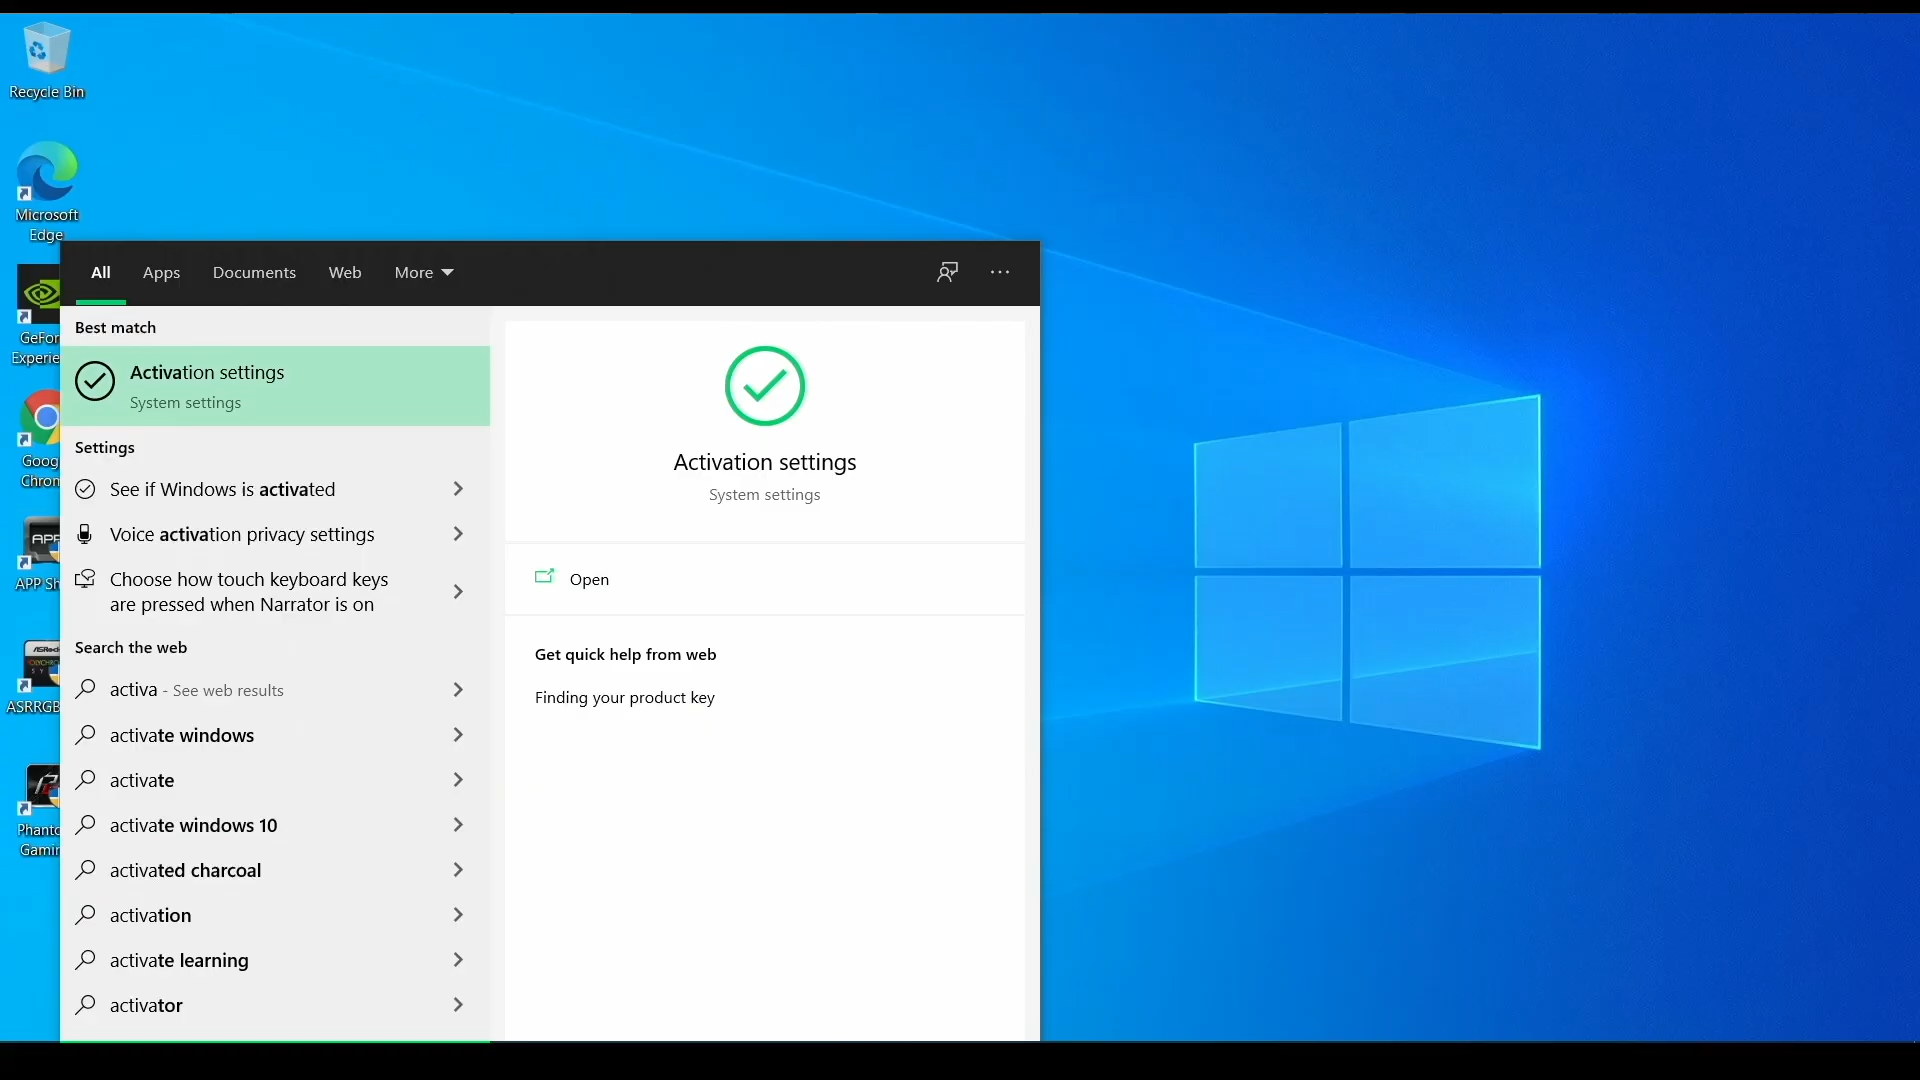 Recycle Bin
Microsoft
Edge
GeFor
Experie
Goog
Chron
APP Sh
ASRRGB
Phanto
Gamin
All
Apps
Documents
Web
More
Best match
Activation settings
System settings
Settings
See if Windows is activated
Voice activation privacy settings
Choose how touch keyboard keys
are pressed when Narrator is on
Search the web
activa - See web results
activate windows
activate
activate windows 10
activated charcoal
activation
activate learning
activator
Activation settings
System settings
Open
Get quick help from web
Finding your product key